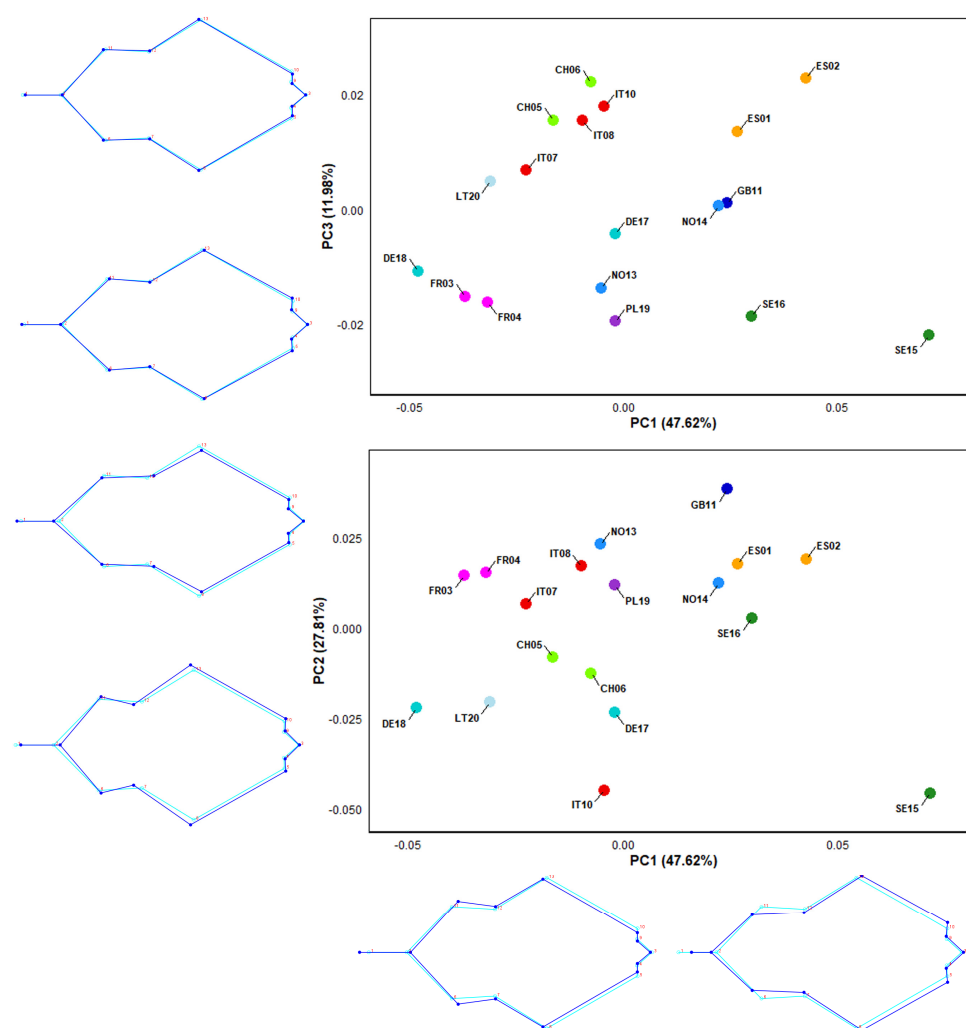 ES02
CH06
IT10
0.02
CH05
IT08
ES01
IT07
LT20
GB11
PC3 (11.98%)
0.00
NO14
DE17
DE18
FR03
NO13
FR04
PL19
SE16
-0.02
SE15
-0.05
0.00
0.05
PC1 (47.62%)
GB11
0.025
NO13
IT08
ES01
ES02
FR04
FR03
PL19
NO14
IT07
SE16
0.000
PC2 (27.81%)
CH05
CH06
DE18
LT20
DE17
-0.025
IT10
SE15
-0.050
-0.05
0.00
0.05
PC1 (47.62%)